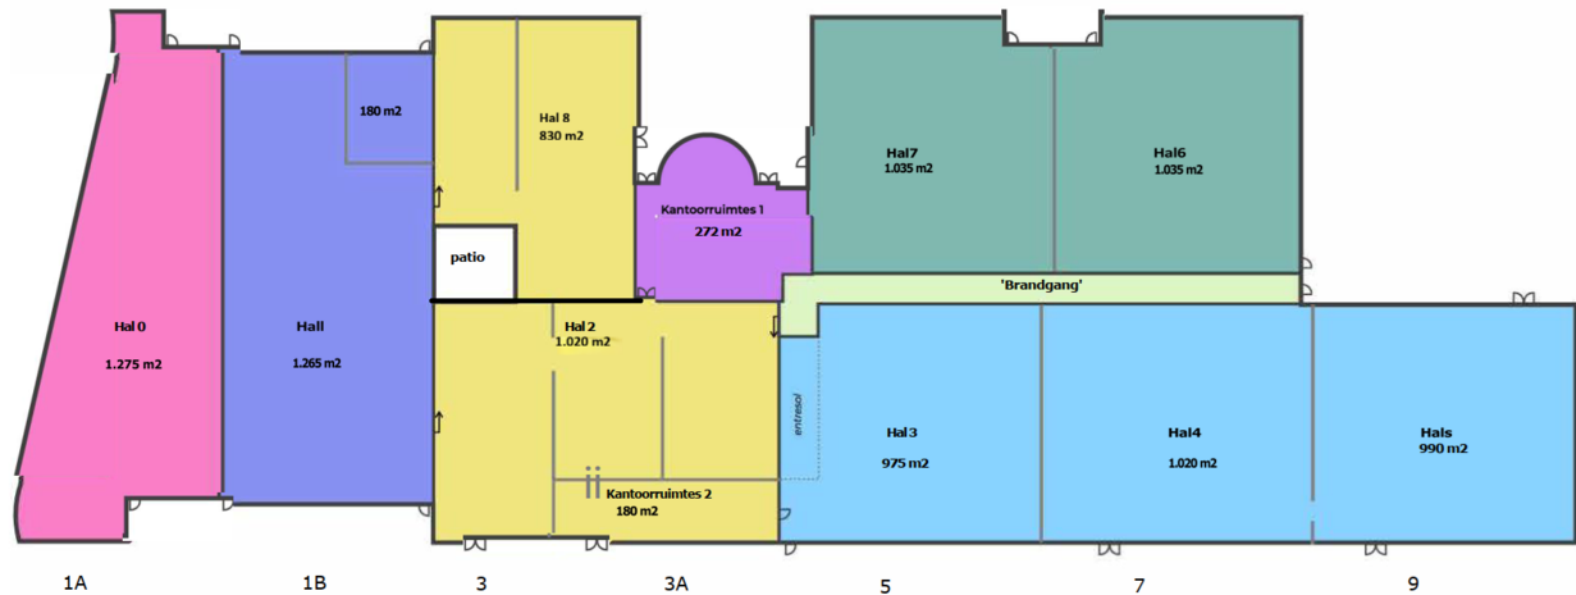 180 m2
Hal 8
830 m2
Hal7
1.035 m2
Hal6
1.035 m2
Kantoorruimtes 1
272 m2
patio
'Brandgang'
Hal 0
1.275 m2
Hall
1.265 m2
Hal 2
1.020 m2
entresol
Hal 3
975 m2
Hal4
1.020 m2
Hals
990 m2
Kantoorruimtes 2
180 m2
1A
1B
3
3A
5
7
9